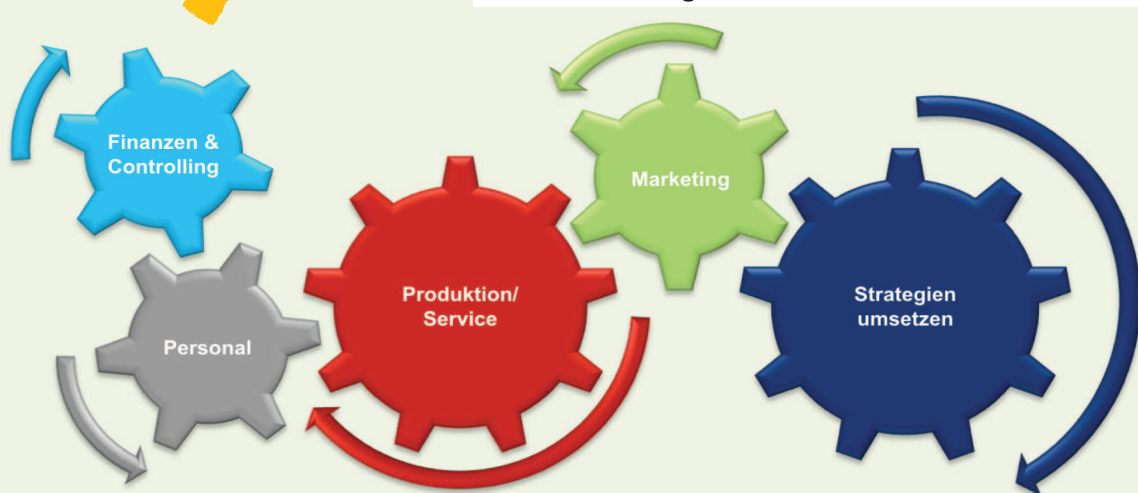 Finanzen &
Controlling
Marketing
Produktion/
Service
Strategien
umsetzen
Personal